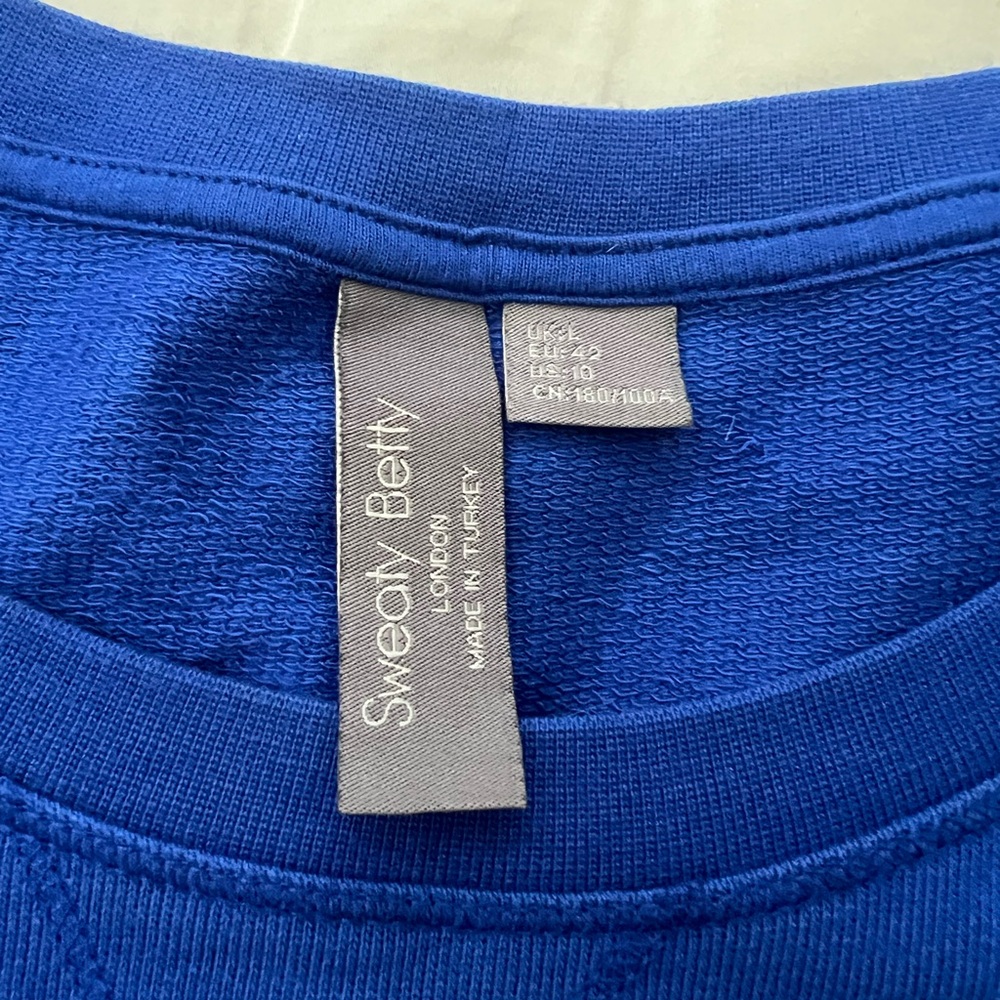 Sweaty Betty
LONDON
MADE IN TURKEY
UK:L
EU:42
US:10
CN:180/100A